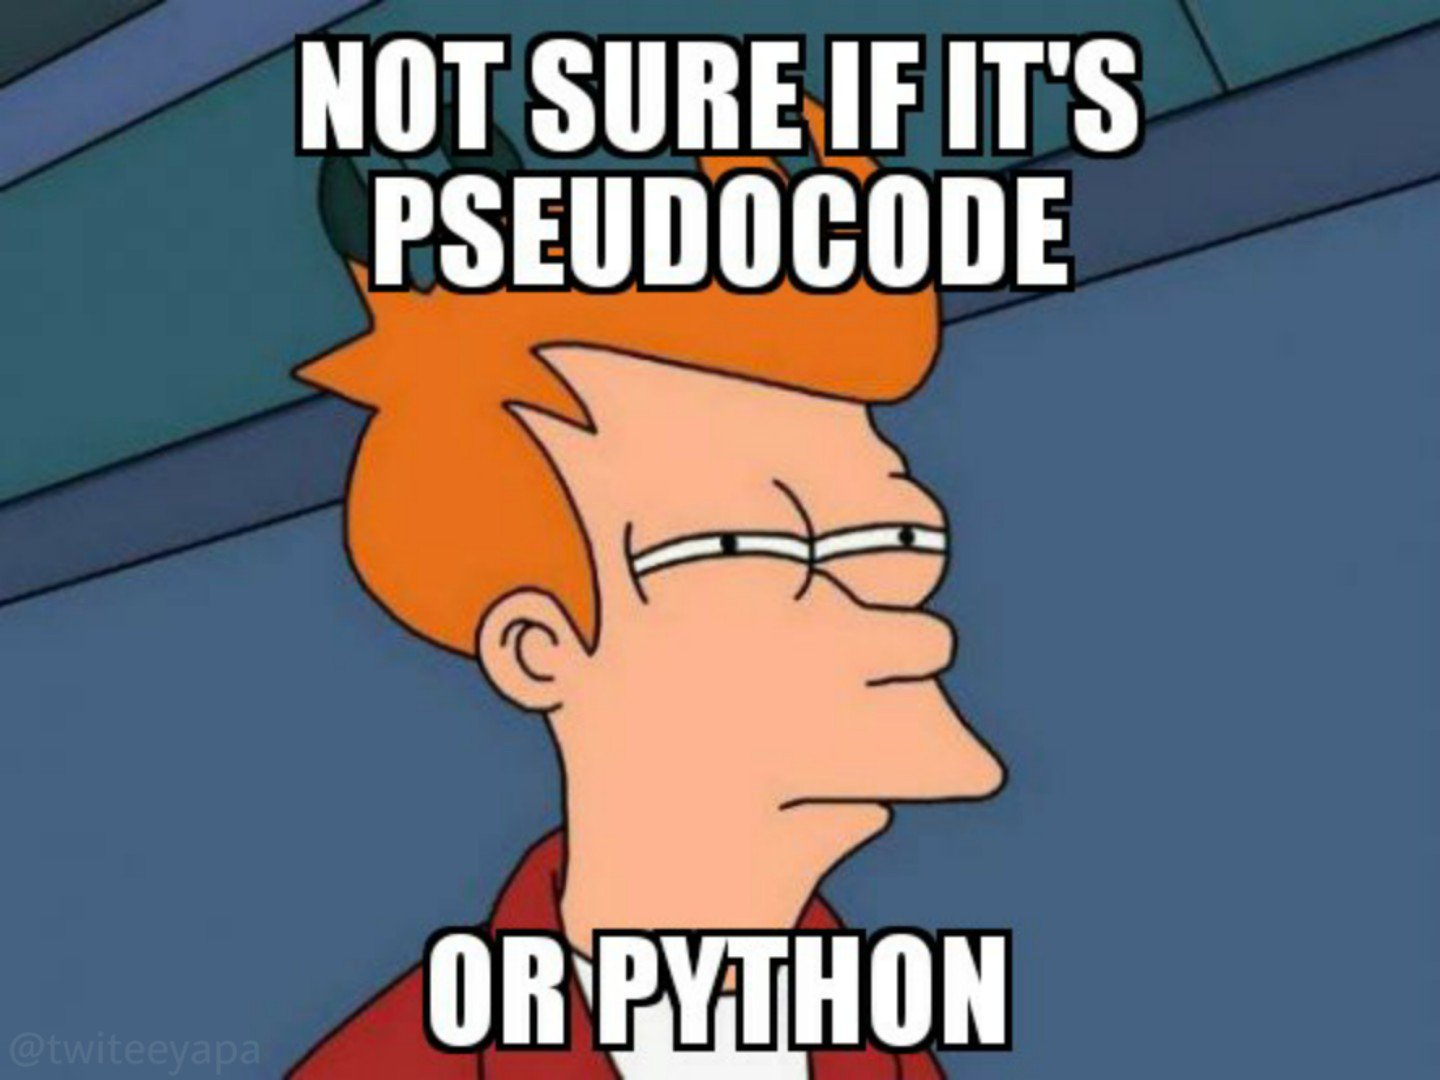 NOT SURE IF IT'S
PSEUDOCODE
OR PYTHON
@twiteeyapa